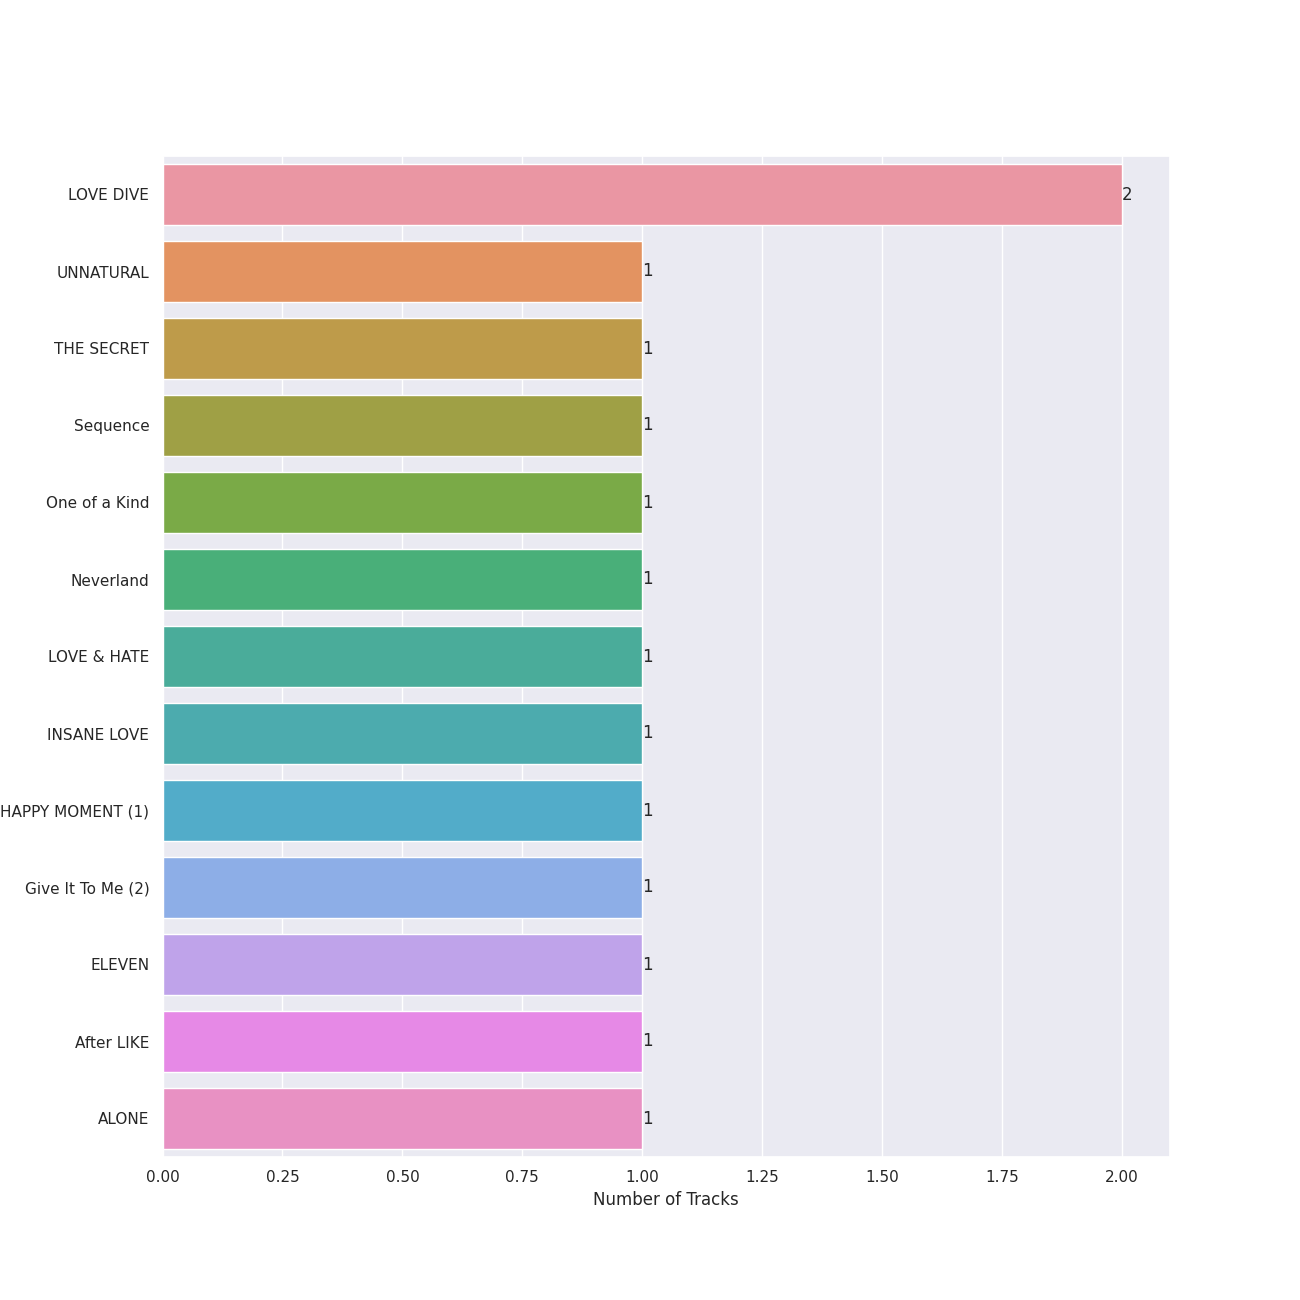 LOVE DIVE 2
UNNATURAL 1
THE SECRET 1
Sequence 1
One of a Kind 1
Neverland 1
LOVE & HATE 1
INSANE LOVE 1
HAPPY MOMENT (1) 1
Give It To Me (2) 1
ELEVEN 1
After LIKE 1
ALONE 1
0.00 0.25 0.50 0.75 1.00 1.25 1.50 1.75 2.00
Number of Tracks